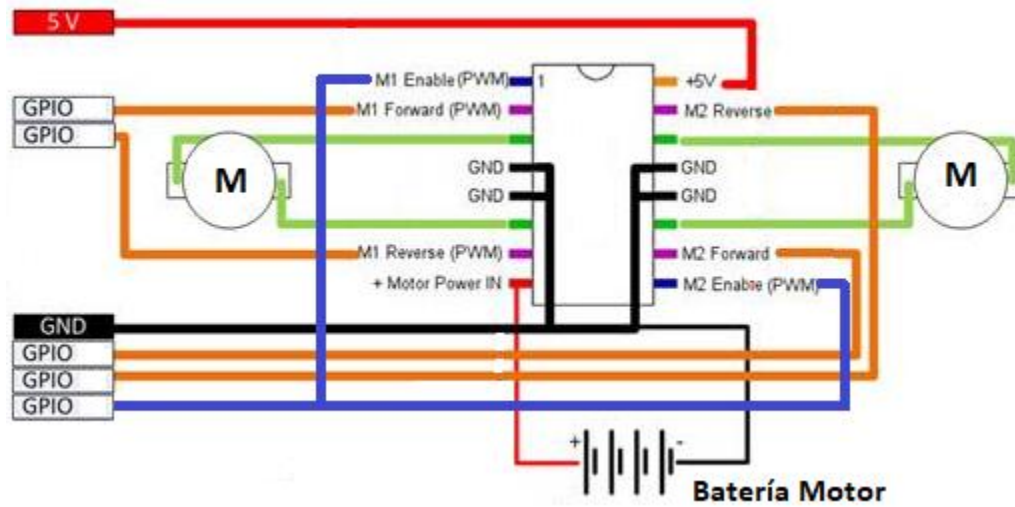 5 V
M1 Enable (PWM)
1
+5V
GPIO
M1 Forward (PWM)
M2 Reverse
GPIO
M
GND
GND
M
GND
GND
M1 Reverse (PWM)
M2 Forward
+ Motor Power IN
M2 Enable (PWM)
GND
GPIO
GPIO
GPIO
+
-
Batería Motor